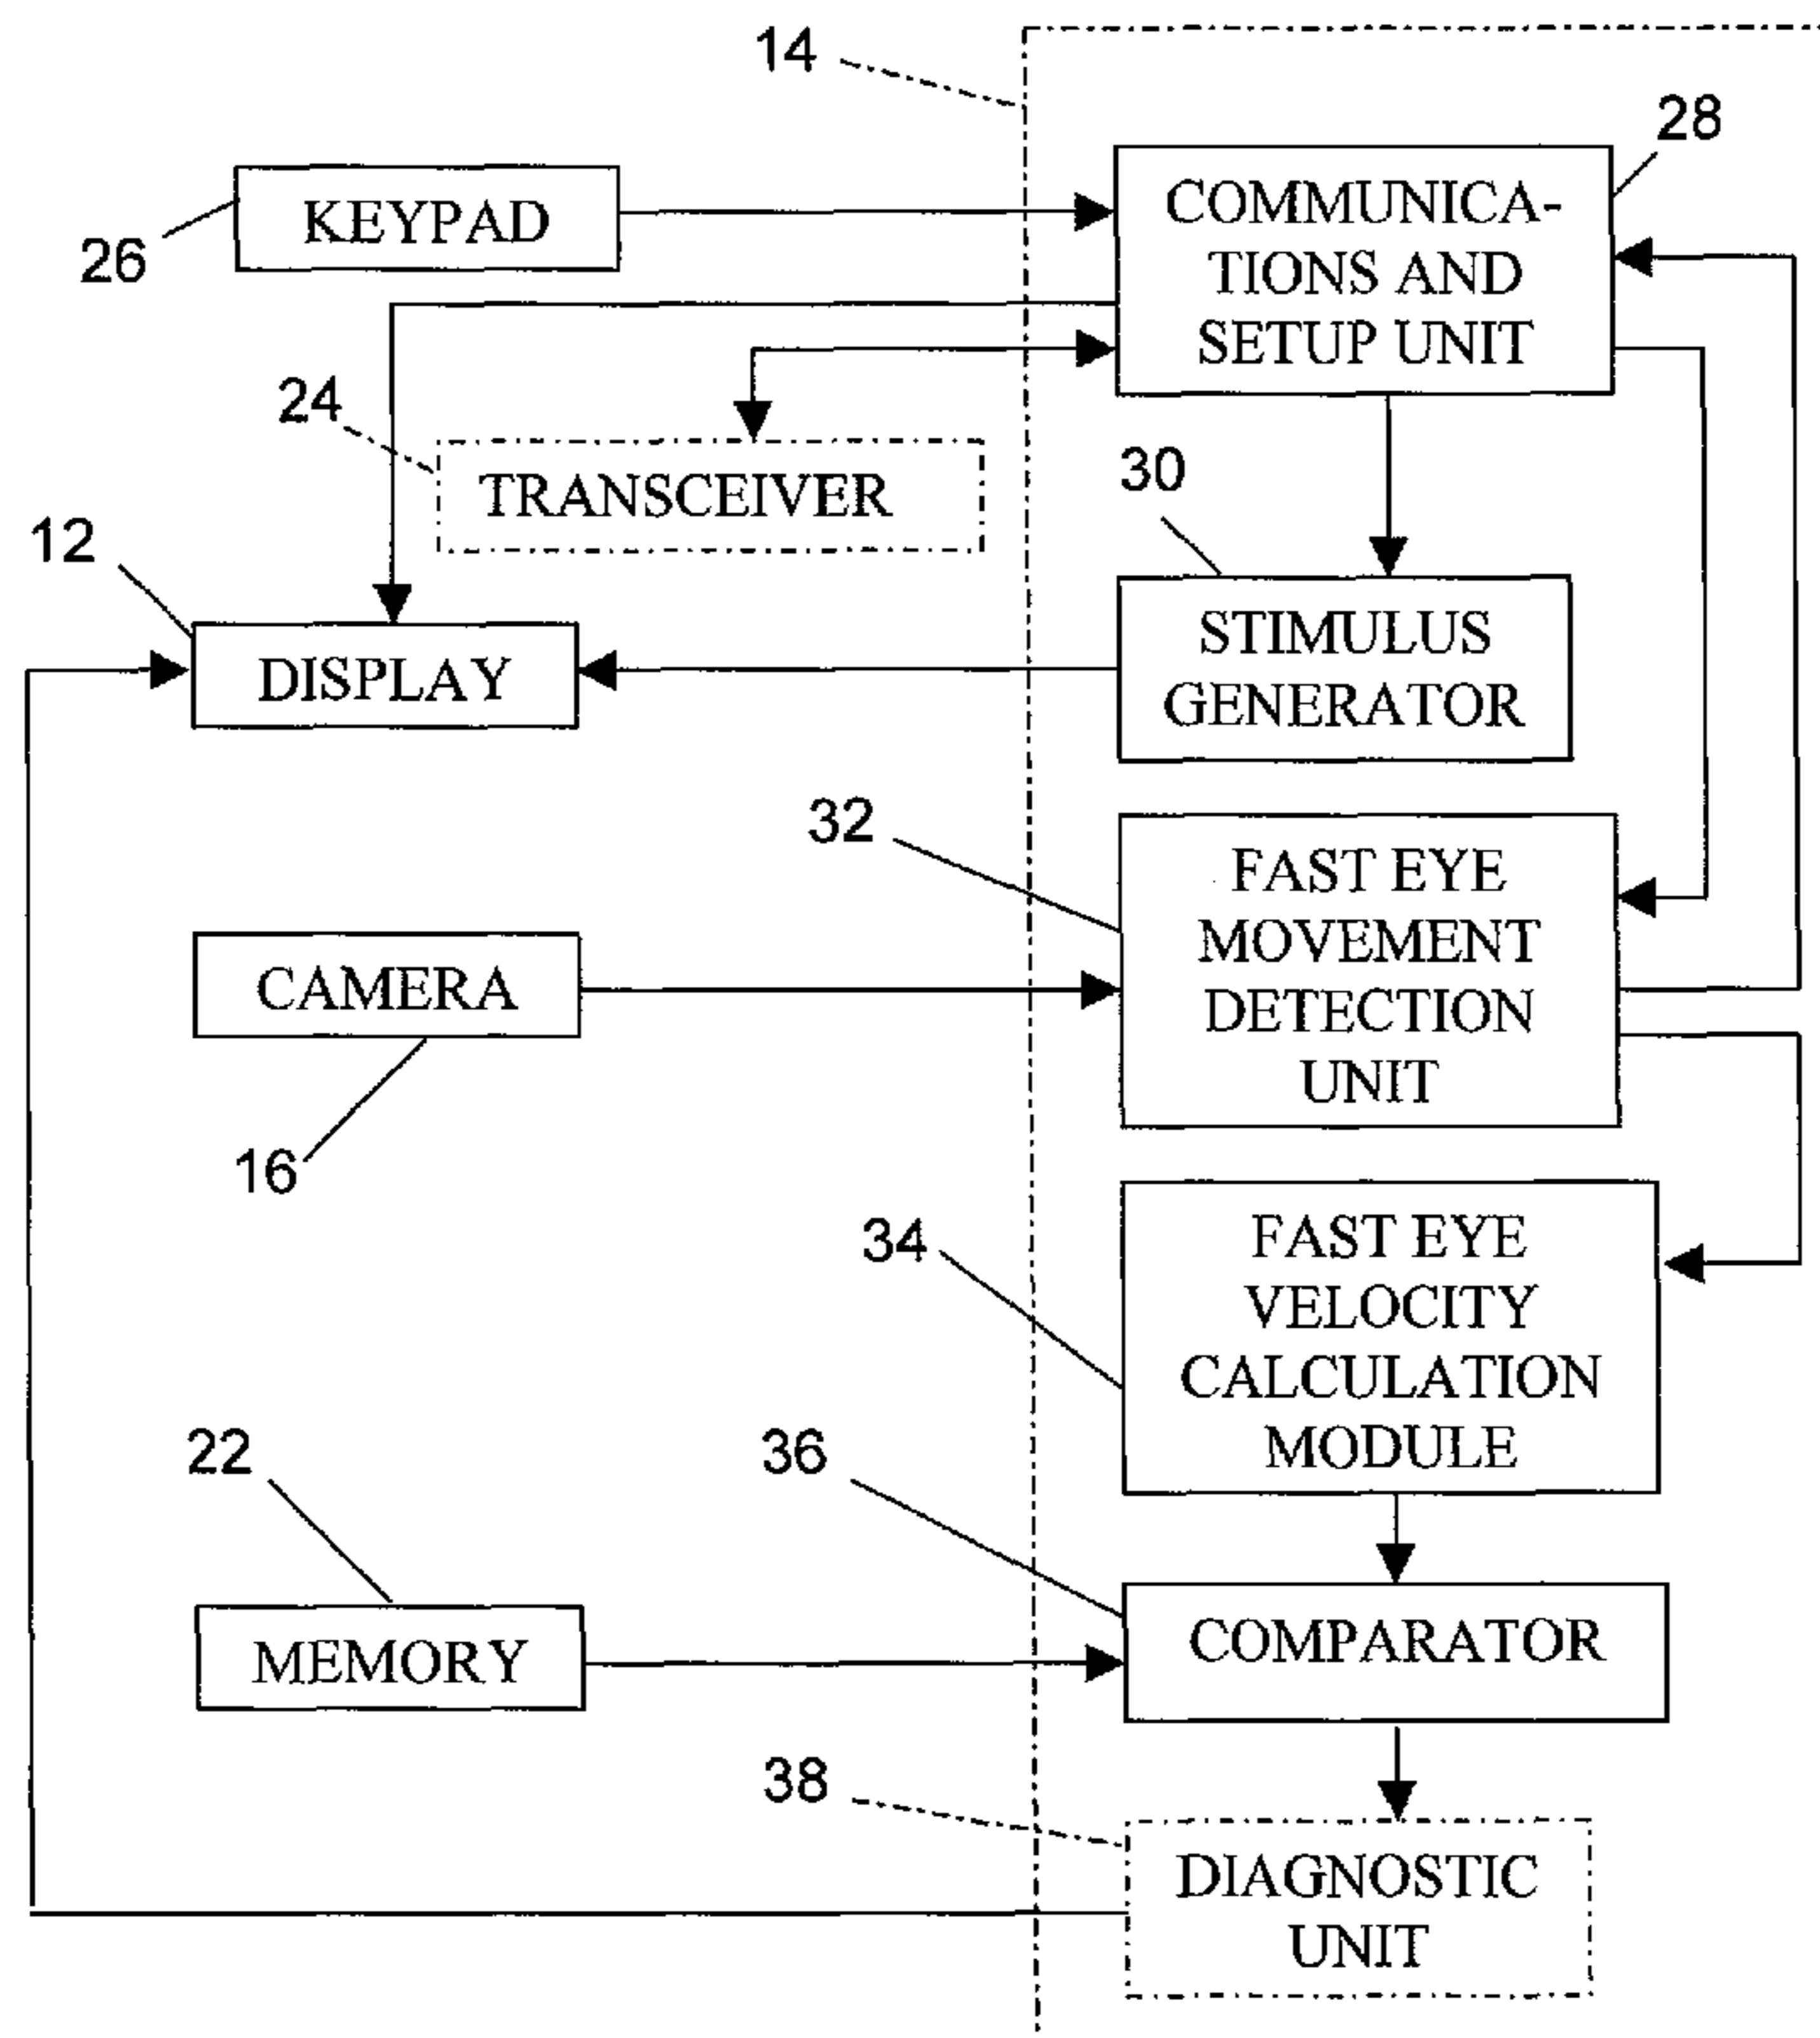 14
28
KEYPAD
26
COMMUNICA-
TIONS AND
SETUP UNIT
24
TRANSCEIVER
30
12
DISPLAY
STIMULUS
GENERATOR
32
FAST EYE
MOVEMENT
DETECTION
UNIT
CAMERA
16
34
FAST EYE
VELOCITY
CALCULATION
MODULE
22
36
MEMORY
COMPARATOR
38
DIAGNOSTIC
UNIT